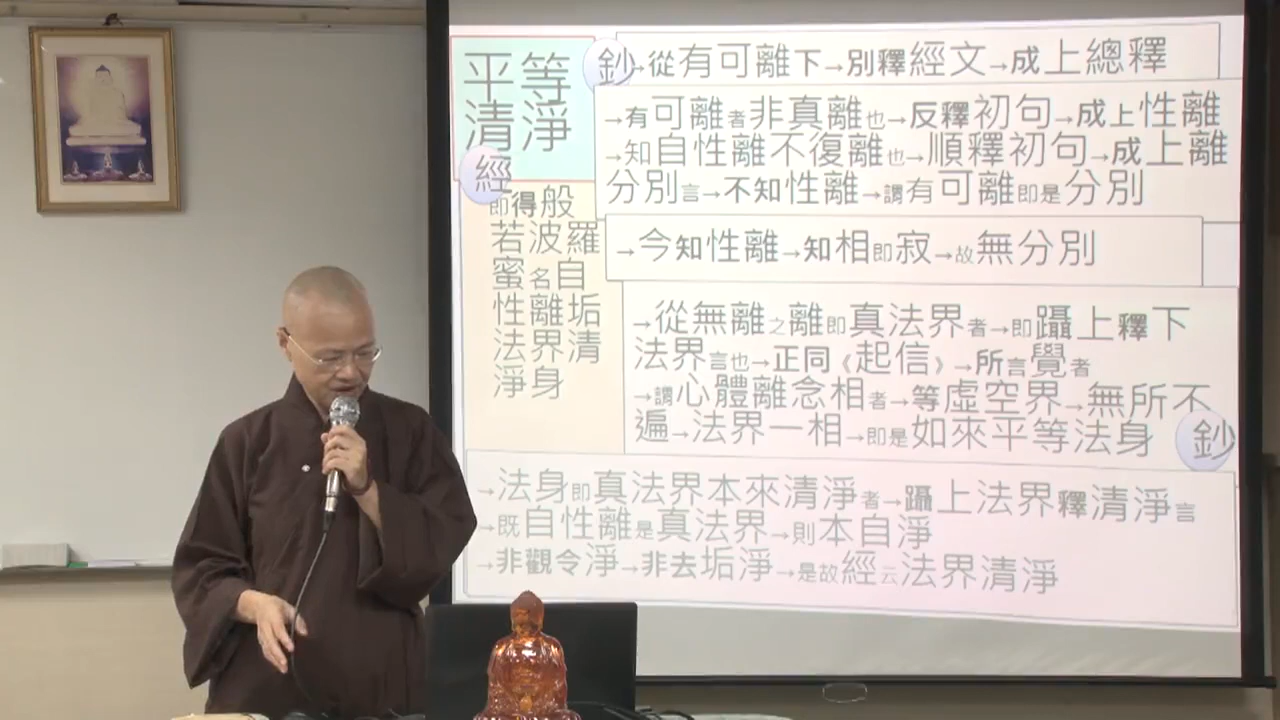 平等
清淨
經
即得般
若波羅
蜜名自
性離垢
法界清
淨身
鈔
→從有可離下→別釋經文→成上總釋
→有可離者非真離也→反釋初句→成上性離
→知自性離不復離也→順釋初句→成上離
分別言→不知性離→謂有可離即是分別
→今知性離→知相即寂→故無分別
→從無離之離即真法界者→即躡上釋下
法界言也→正同《起信》→所言覺者
→謂心體離念相者→等虛空界→無所不
遍→法界一相→即是如來平等法身
鈔
→法身即真法界本來清淨者→躡上法界釋清淨言
→既自性離是真法界→則本自淨
→非觀令淨→非去垢淨→是故經云法界清淨